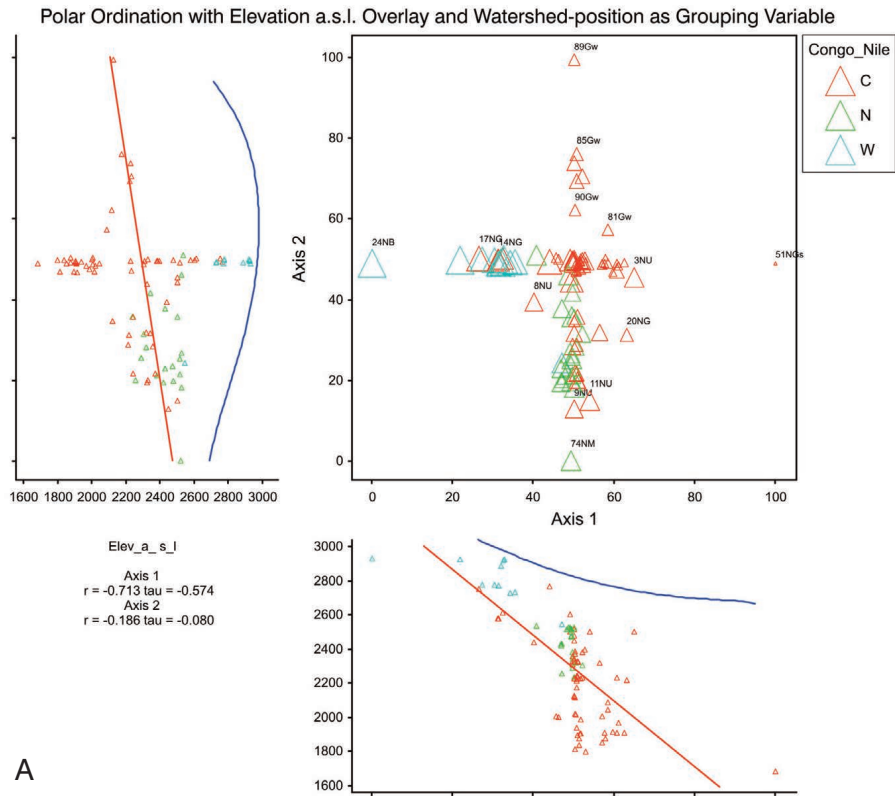 Polar Ordination with Elevation a.s.l. Overlay and Watershed-position as Grouping Variable
Congo_Nile
C
N
W
100
80
60
40
20
0
Axis 2
89Gw
85Gw
90Gw
81Gw
24NB
17NG
14NG
51NGs
3NU
8NU
20NG
11NU
9NU
74NM
1600 2000 2200 2400 2600 3000
0 20 40 60 80 100
Axis 1
Elev_a_ s_l
Axis 1
r = -0.713 tau = -0.574
Axis 2
r = -0.186 tau = -0.080
3000
2800
2600
2400
2200
2000
1800
1600
A